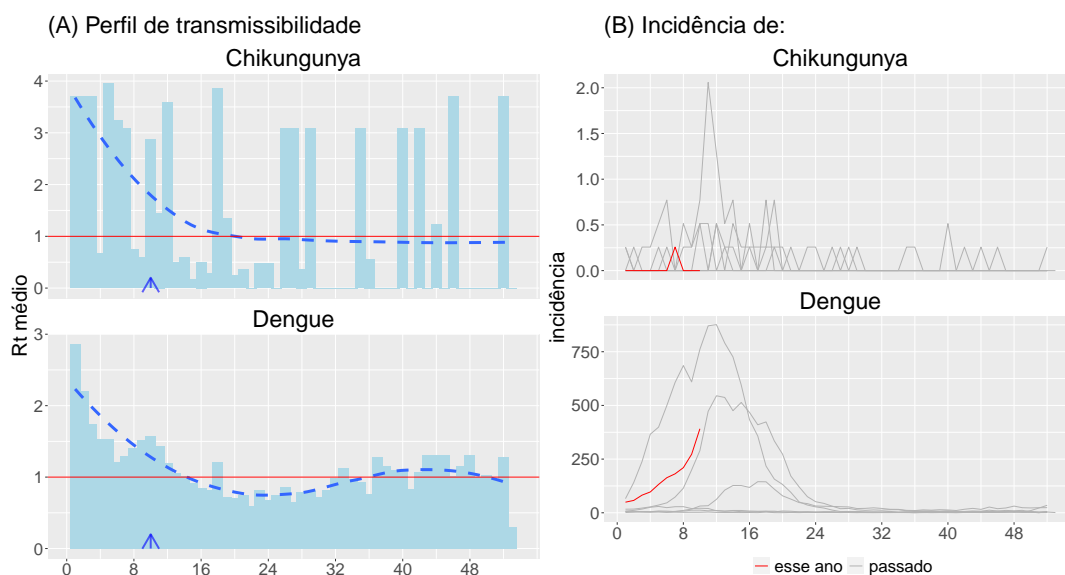 (A) Perfil de transmissibilidade
Chikungunya
4
3
2
1
0
Dengue
3
2
1
0
0 8 16 24 32 40 48
Rt médio
(B) Incidência de:
Chikungunya
2.0
1.5
1.0
0.5
0.0
Dengue
750
500
250
0
0 8 16 24 32 40 48
incidência
esse ano passado